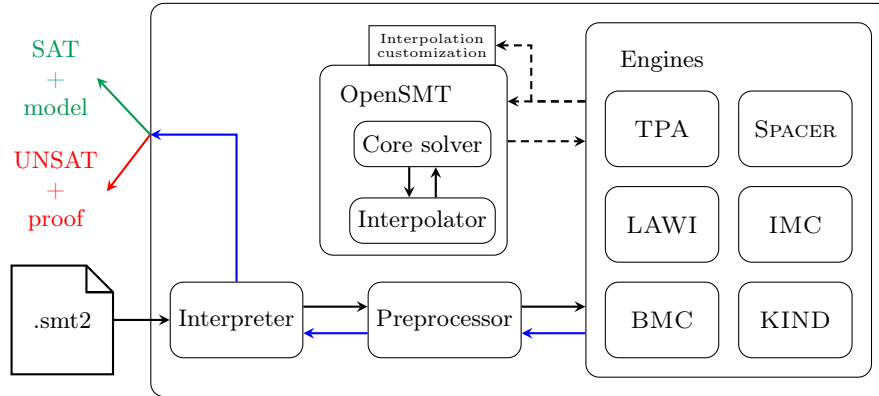 SAT
+
model
UNSAT
+
proof
.smt2
Interpolation
customization
OpenSMT
Core solver
Interpolator
Interpreter
Preprocessor
Engines
TPA
SPACER
LAWI
IMC
BMC
KIND